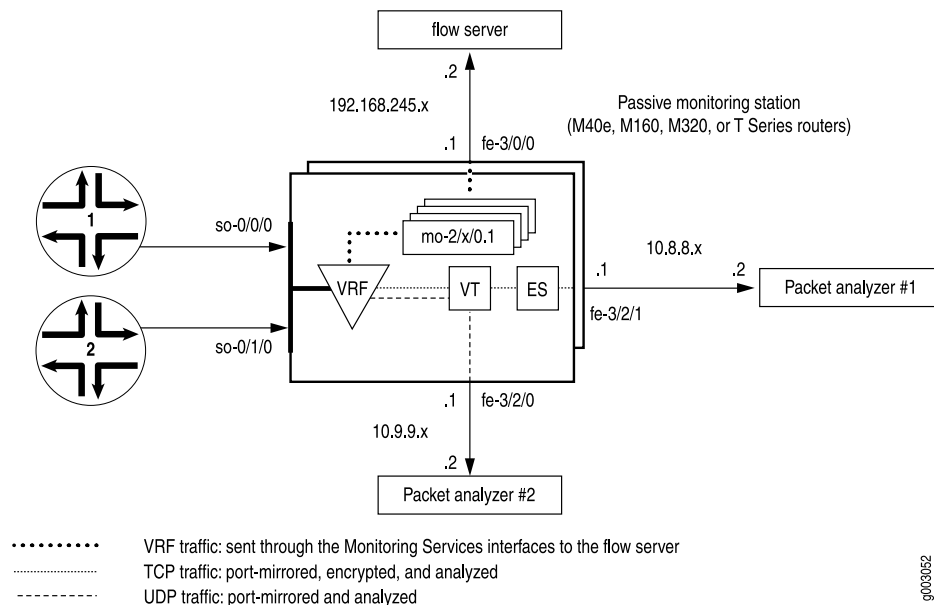 flow server
.2
192.168.245.x
Passive monitoring station
(M40e, M160, M320, or T Series routers)
.1 fe-3/0/0
1
so-0/0/0
mo-2/x/0.1
10.8.8.x
VRF
VT
ES
.1
.2
Packet analyzer #1
fe-3/2/1
2
so-0/1/0
.1 fe-3/2/0
10.9.9.x
.2
Packet analyzer #2
VRF traffic: sent through the Monitoring Services interfaces to the flow server
TCP traffic: port-mirrored, encrypted, and analyzed
UDP traffic: port-mirrored and analyzed
g003052